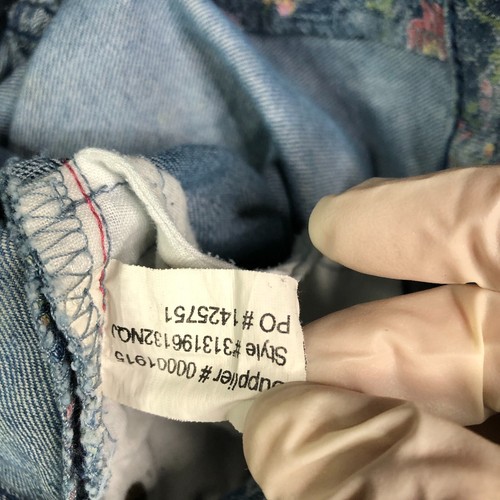 Supplier # 00001915
Style #313196132NQJ
PO # 1425751